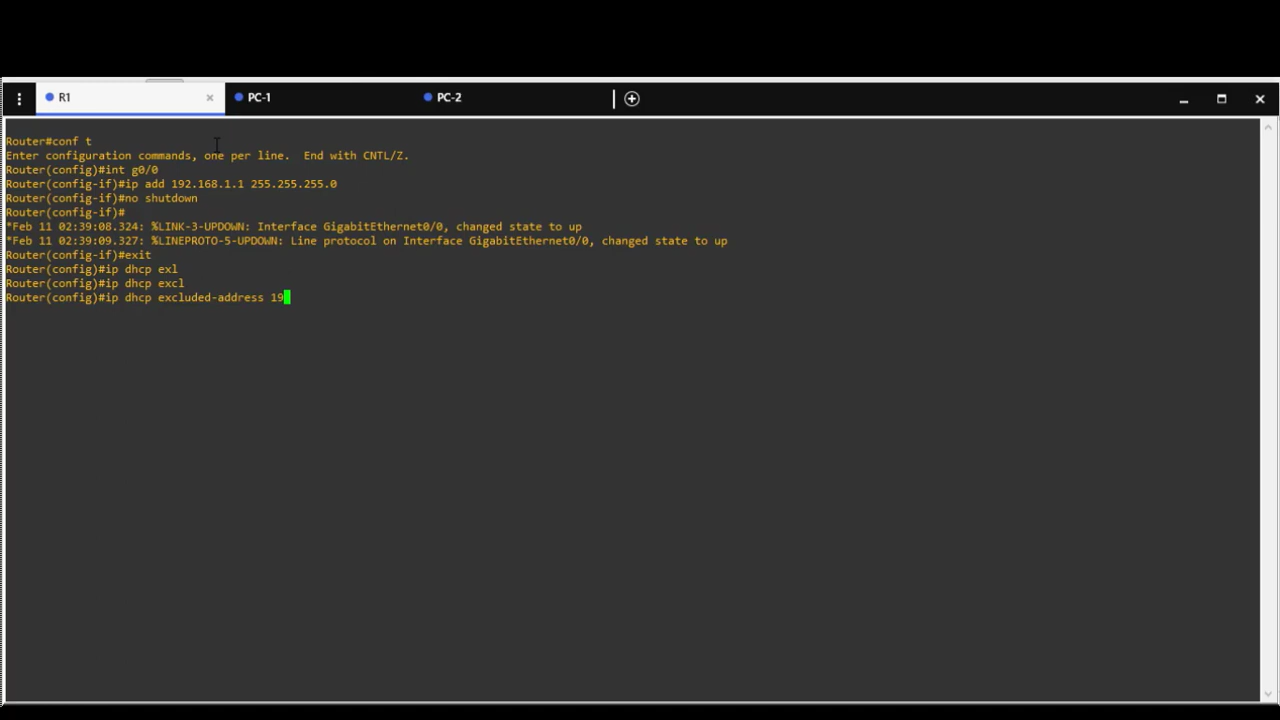 R1
PC-1
PC-2
Router#conf t
Enter configuration commands, one per line.  End with CNTL/Z.
Router(config)#int g0/0
Router(config-if)#ip add 192.168.1.1 255.255.255.0
Router(config-if)#no shutdown
Router(config-if)#
*Feb 11 02:39:08.324: %LINK-3-UPDOWN: Interface GigabitEthernet0/0, changed state to up
*Feb 11 02:39:09.327: %LINEPROTO-5-UPDOWN: Line protocol on Interface GigabitEthernet0/0, changed state to up
Router(config-if)#exit
Router(config)#ip dhcp exl
Router(config)#ip dhcp excl
Router(config)#ip dhcp excluded-address 19